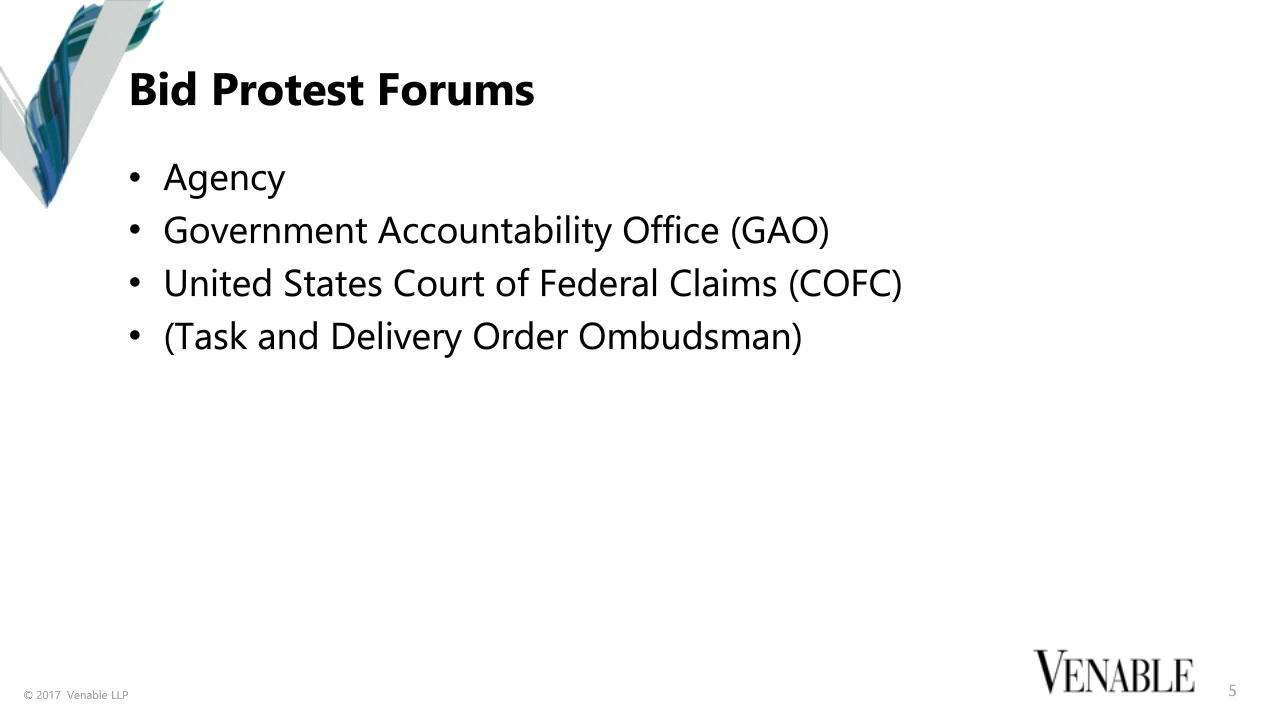 Bid Protest Forums
• Agency
• Government Accountability Office (GAO)
• United States Court of Federal Claims (COFC)
• (Task and Delivery Order Ombudsman)
© 2017 Venable LLP
VENABLE
5